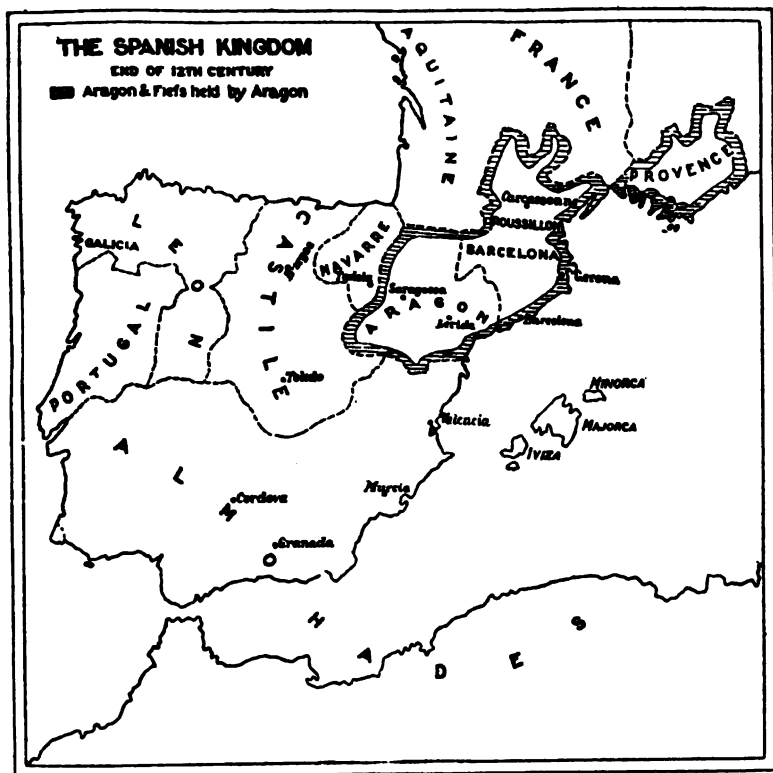 THE SPANISH KINGDOM
END OF 12TH CENTURY
Aragon & Fiefs held by Aragon
AQUITAINE
FRANCE
PROVENCE
Carcassonne
ROUSSILLON
BARCELONA
Gerona
Barcelona
LEON
GALICIA
CASTILE
Burgos
NAVARRE
Tudela
Saragossa
ARAGON
Lerida
PORTUGAL
Toledo
MINORCA
MAJORCA
IVIZA
Valencia
Murcia
Cordova
Granada
ALMOHADES